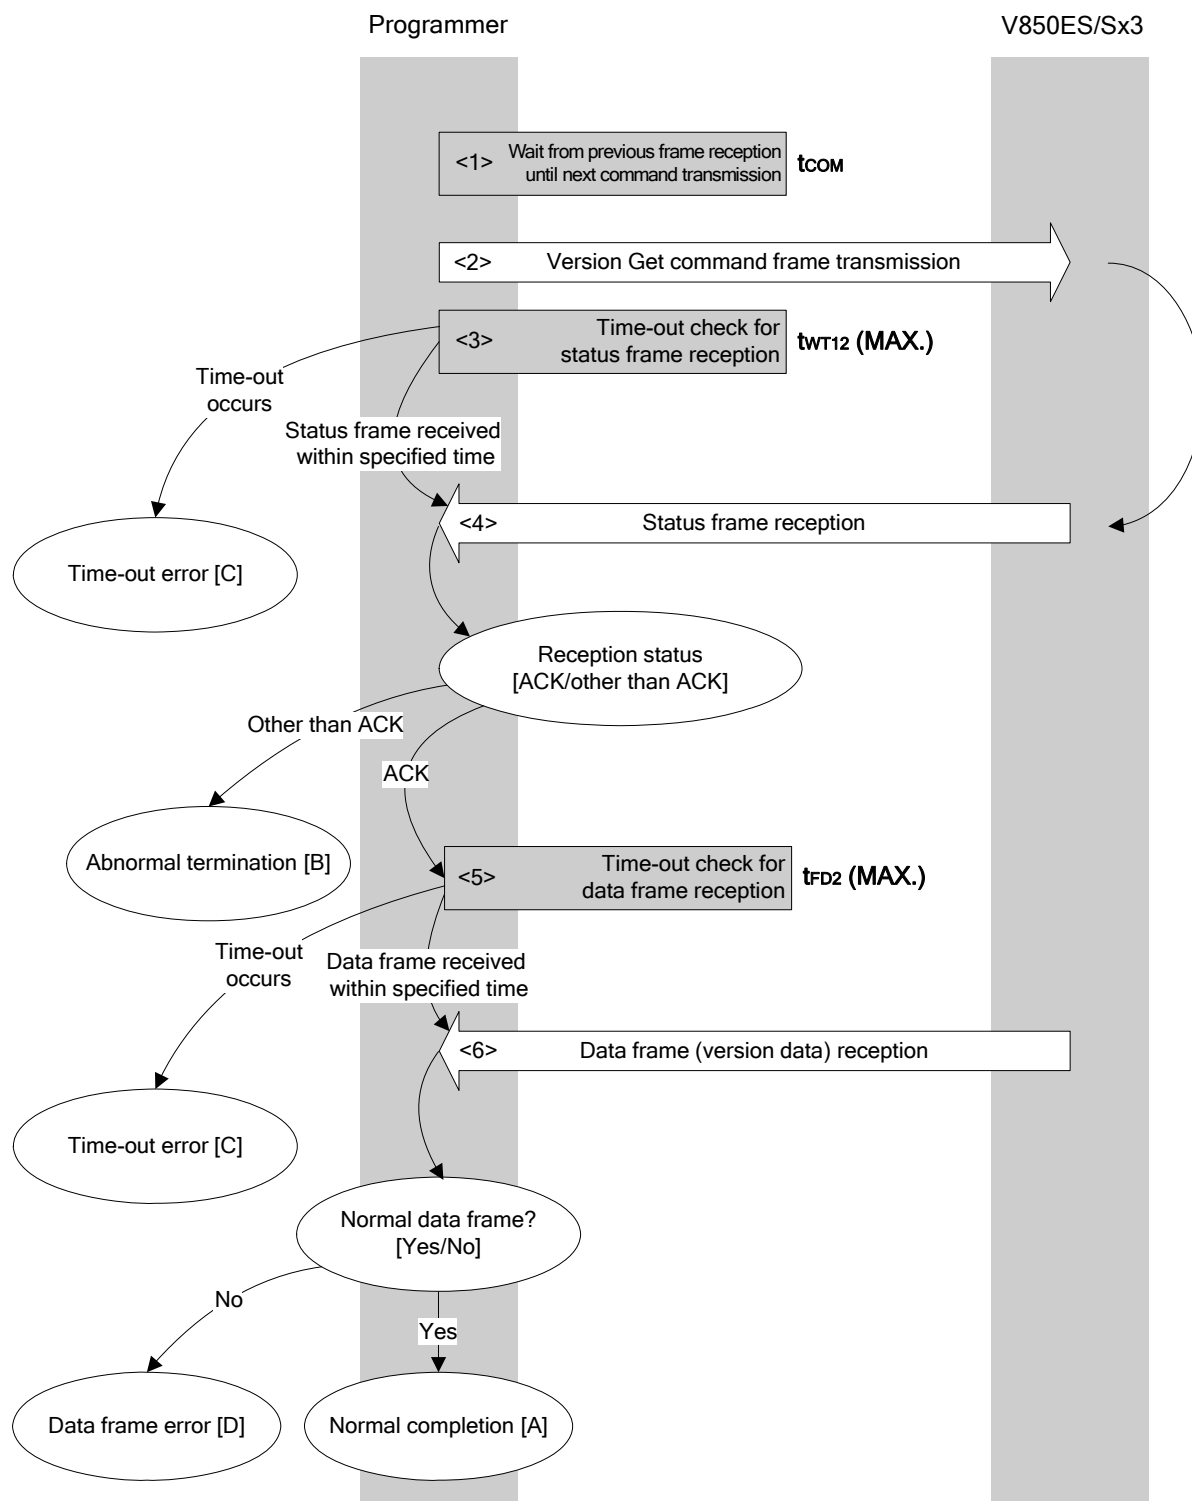 Programmer
V850ES/Sx3
<1> Wait from previous frame reception
until next command transmission
tCOM
<2> Version Get command frame transmission
<3> Time-out check for
status frame reception
tWT12 (MAX.)
Time-out
occurs
Status frame received
within specified time
<4> Status frame reception
Time-out error [C]
Reception status
[ACK/other than ACK]
Other than ACK
ACK
Abnormal termination [B]
<5> Time-out check for
data frame reception
tFD2 (MAX.)
Time-out
occurs
Data frame received
within specified time
<6> Data frame (version data) reception
Time-out error [C]
Normal data frame?
[Yes/No]
No
Yes
Data frame error [D]
Normal completion [A]